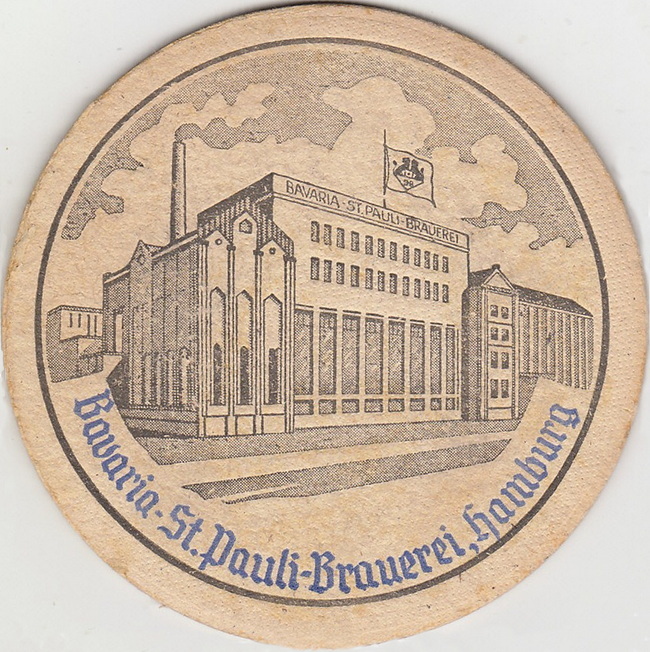 BAVARIA-ST.PAULI-BRAUEREI
Bavaria-St.Pauli-Brauerei, Hamburg